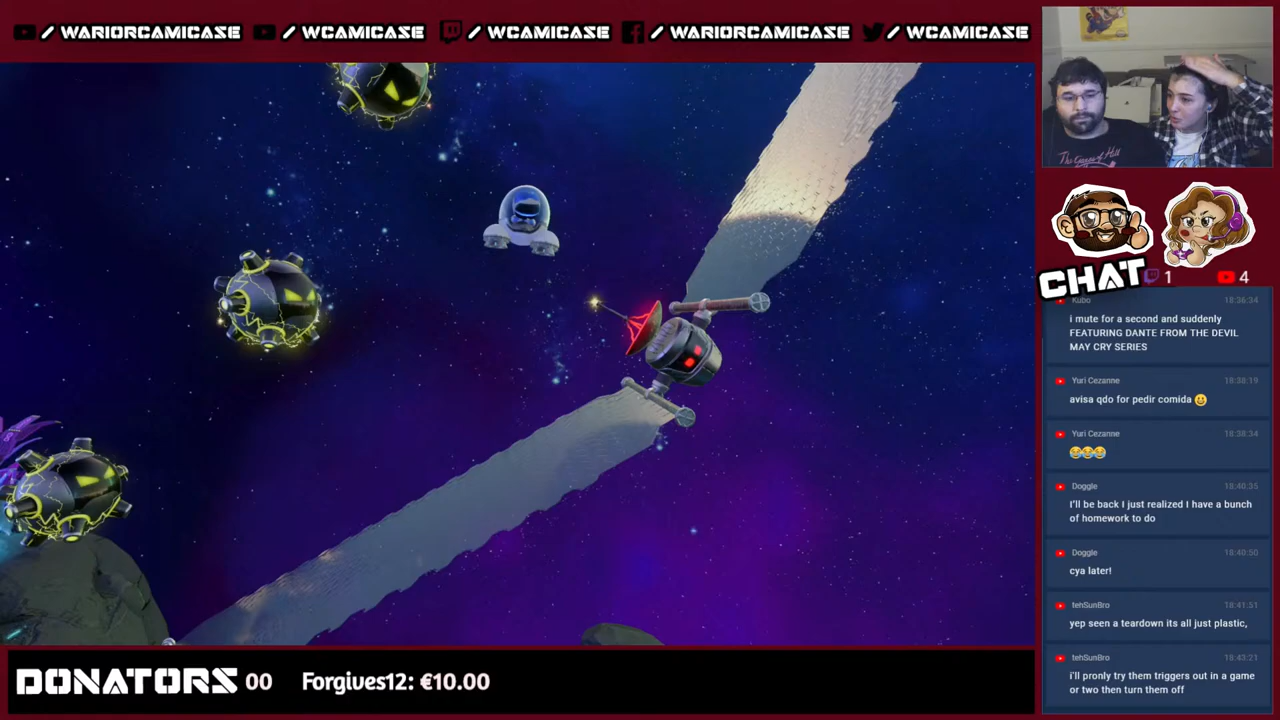 / WARIORCAMICASE / WCAMICASE / WCAMICASE / WARIORCAMICASE / WCAMICASE
CHAT 1 4
Kubo 18:36:34
i mute for a second and suddenly
FEATURING DANTE FROM THE DEVIL
MAY CRY SERIES
Yuri Cezanne 18:38:19
avisa qdo for pedir comida 😃
Yuri Cezanne 18:38:34
😂😂😂
Doggle 18:40:35
I'll be back I just realized I have a bunch
of homework to do
Doggle 18:40:50
cya later!
tehSunBro 18:41:51
yep seen a teardown its all just plastic,
tehSunBro 18:43:21
i'll pronly try them triggers out in a game
or two then turn them off
DONATORS 00 Forgives12: €10.00